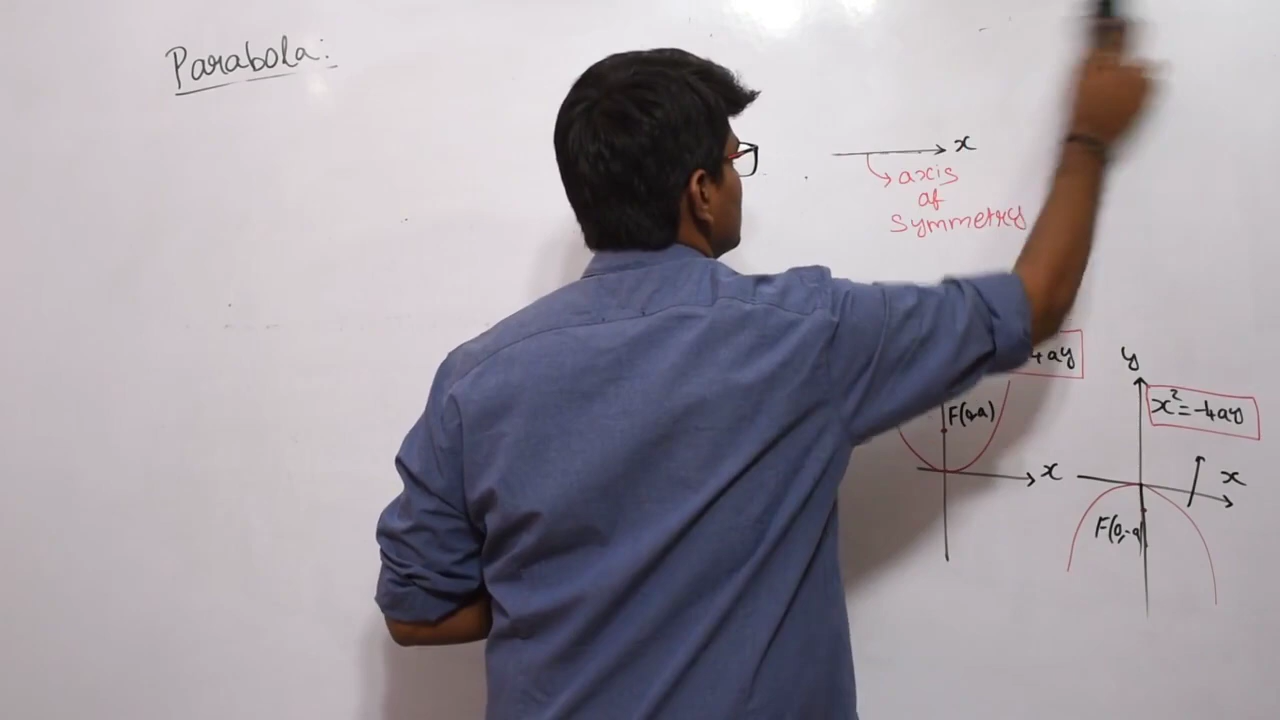 Parabola:
x
axis
of
Symmetry
4ay
F(0,a)
x
y
x²=-4ay
x
F(0,-a